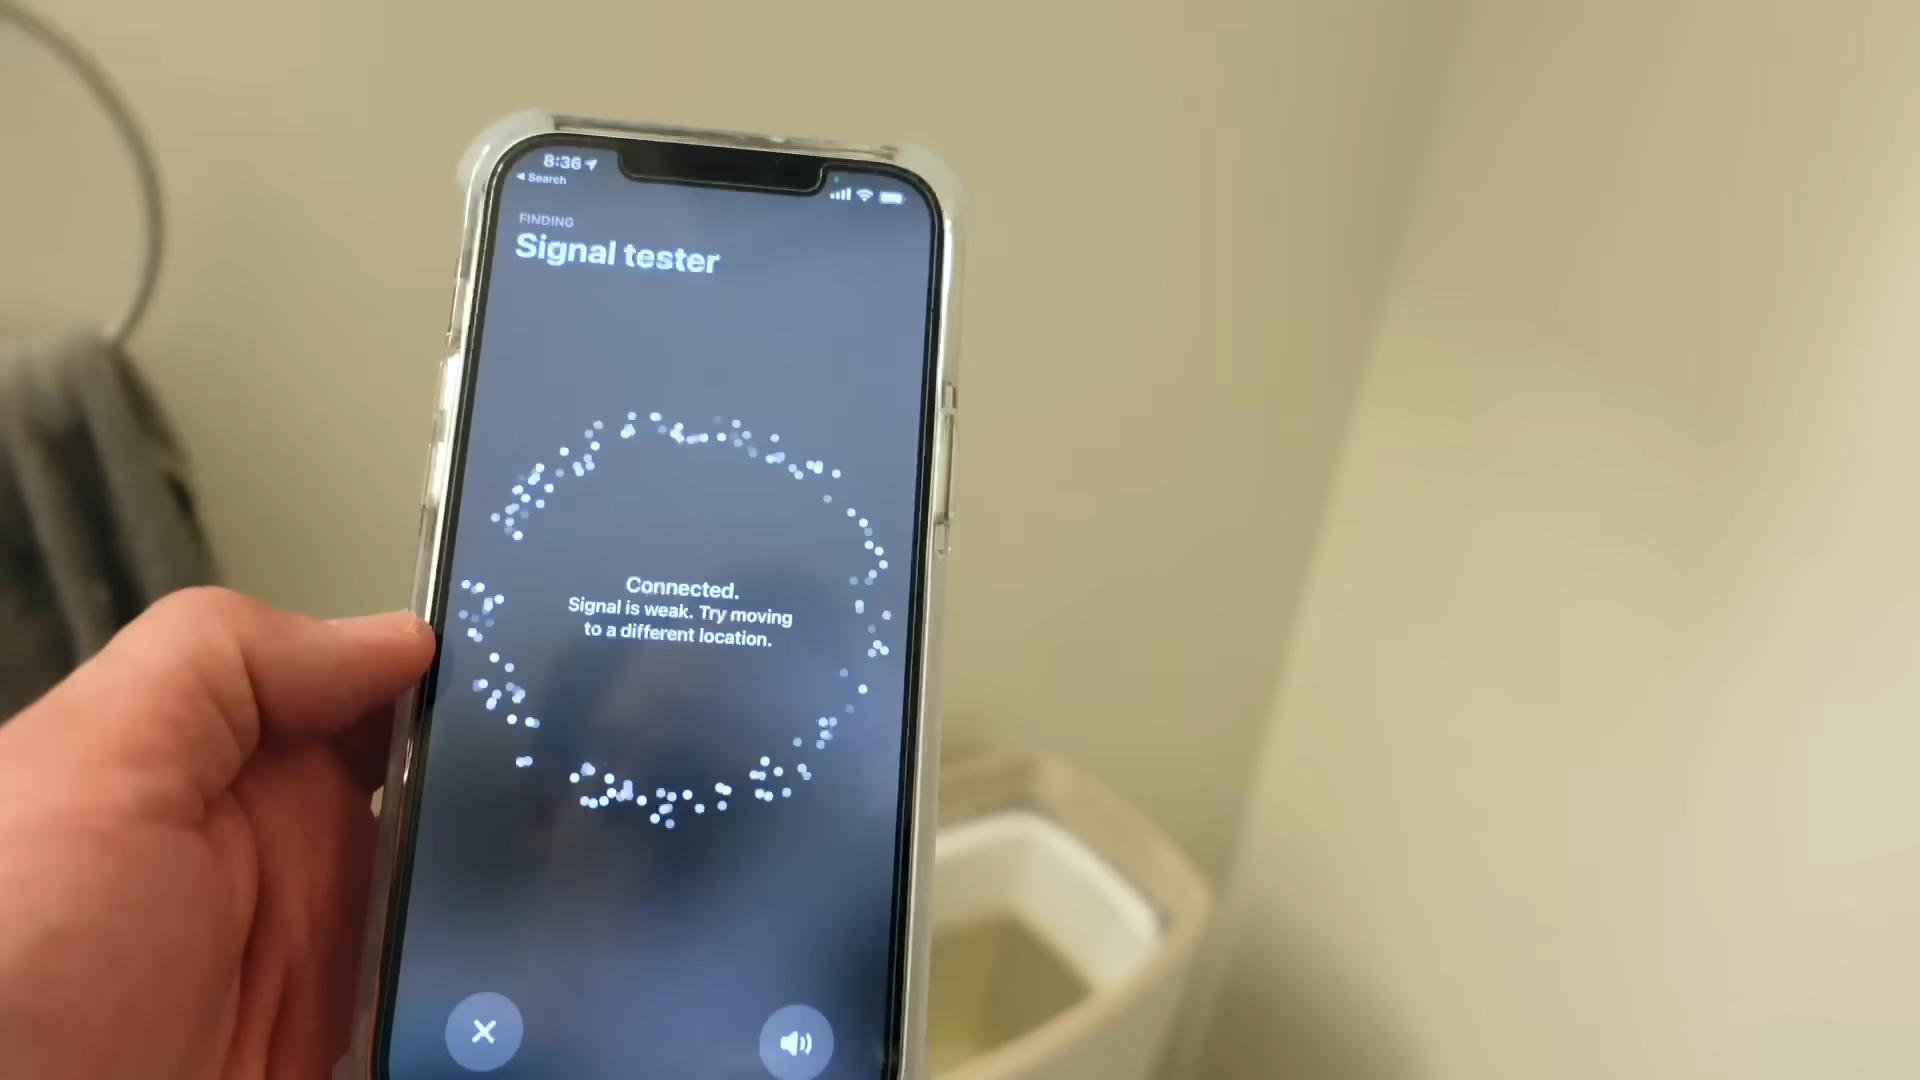 8:36
Search
FINDING
Signal tester
Connected.
Signal is weak. Try moving
to a different location.